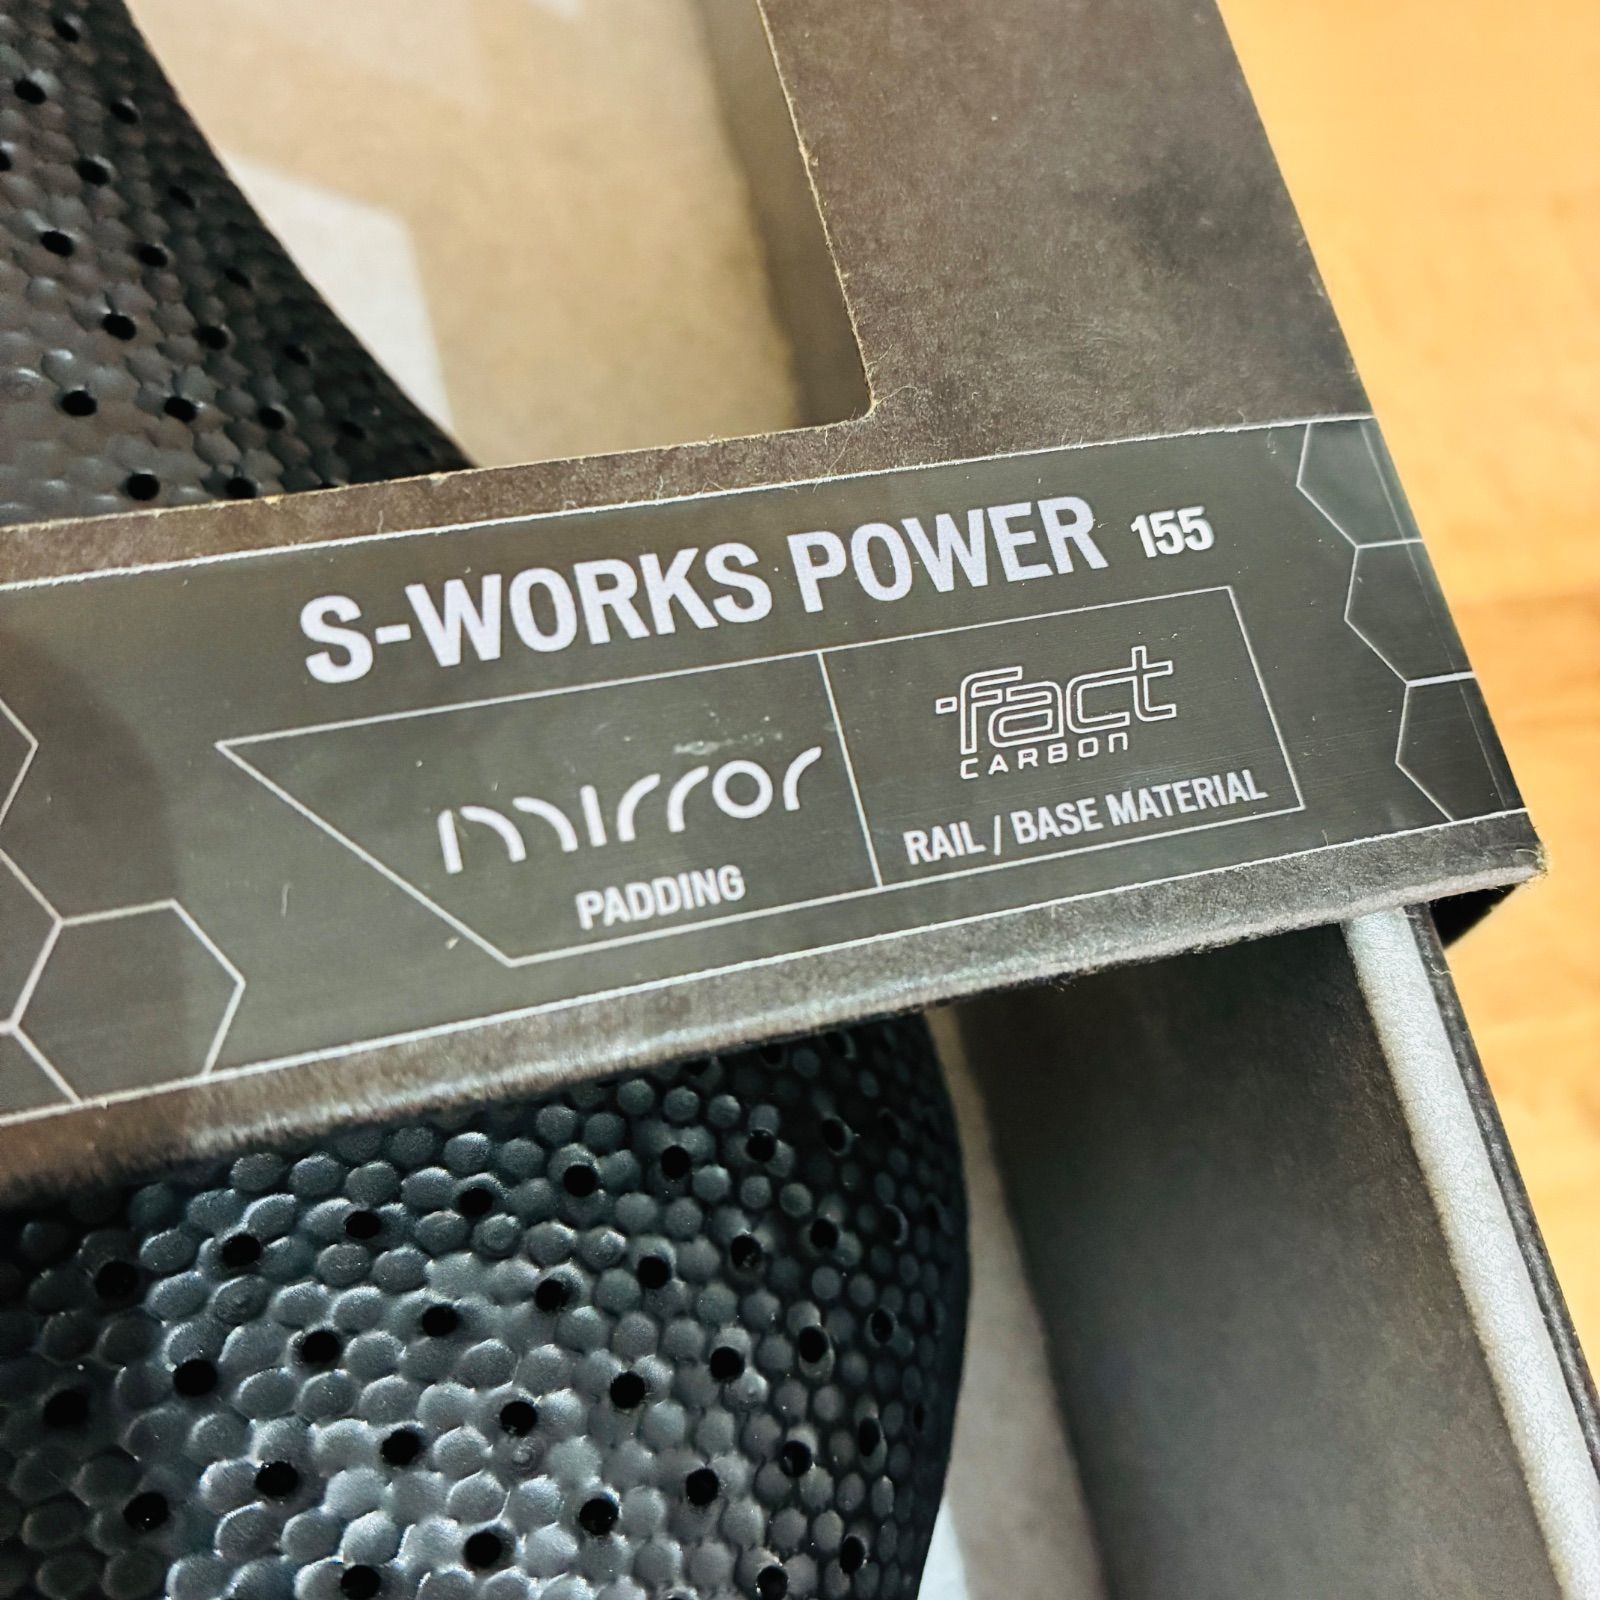 S-WORKS POWER 155
mirror
PADDING
fact
CARBON
RAIL / BASE MATERIAL